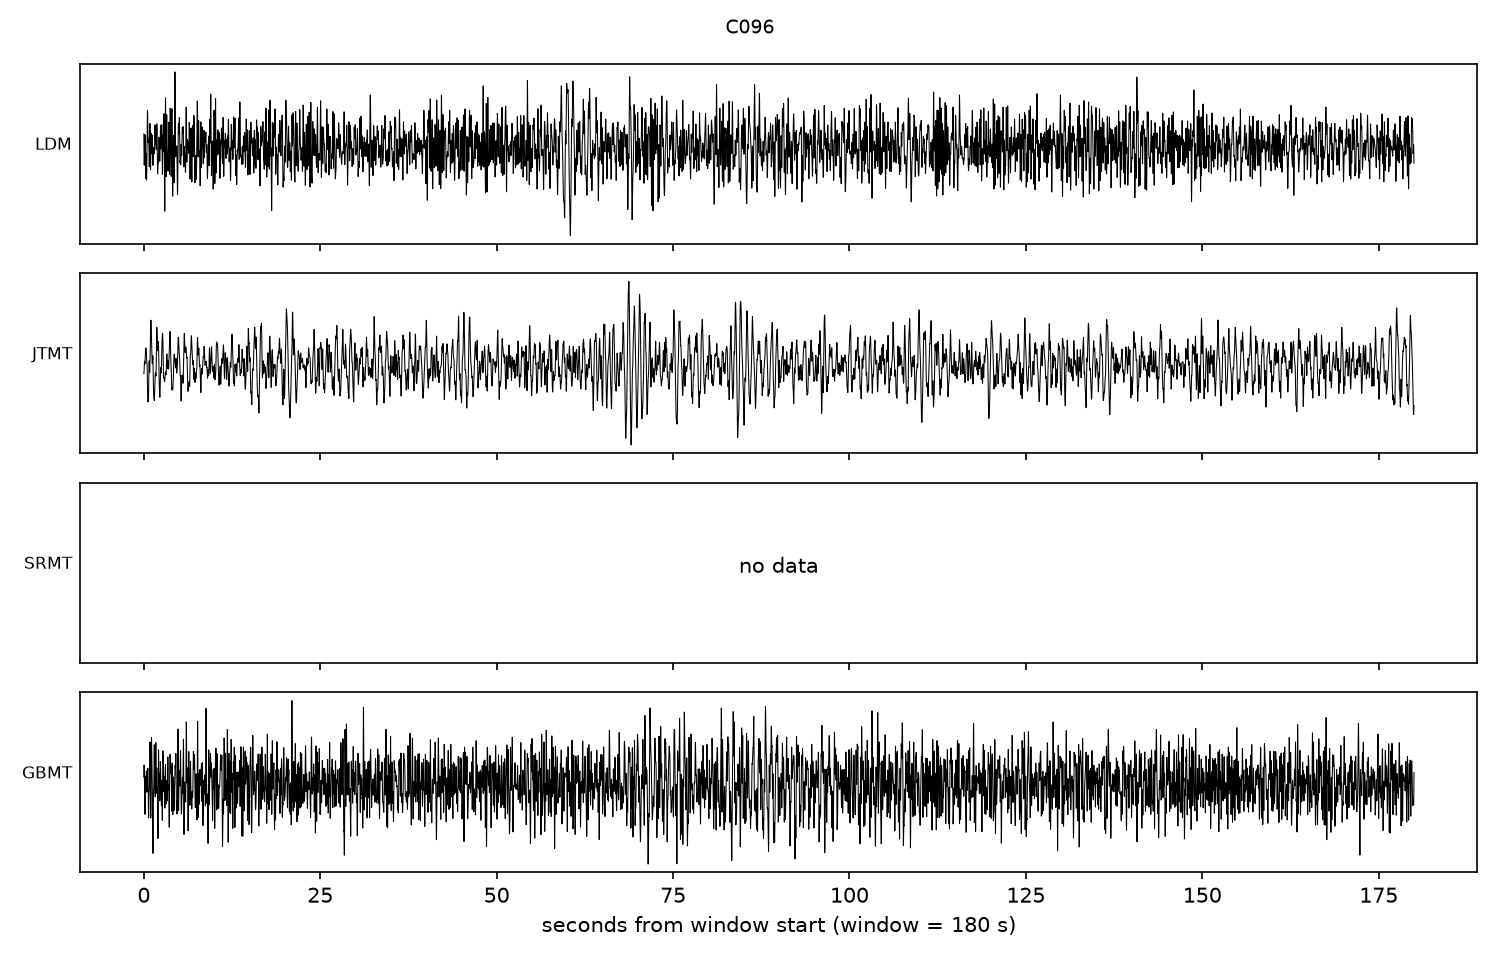 C096
LDM
JTMT
SRMT
no data
GBMT
0 25 50 75 100 125 150 175
seconds from window start (window = 180 s)